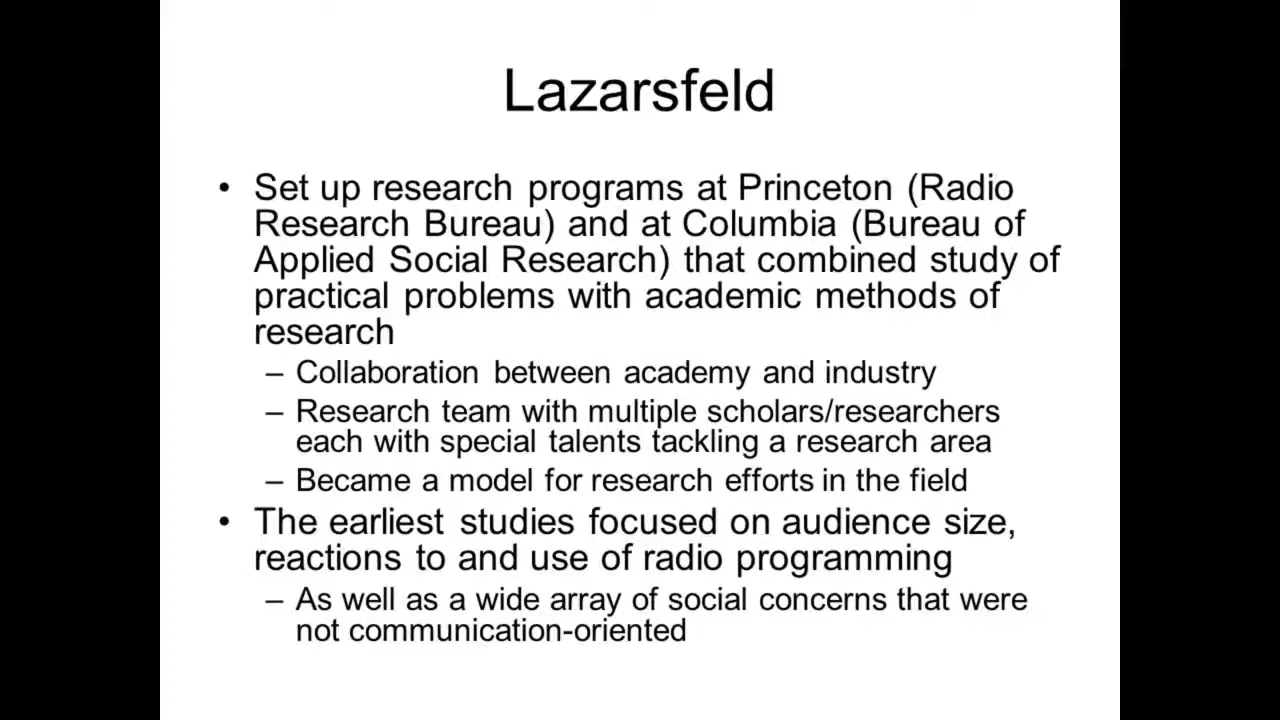 Lazarsfeld
• Set up research programs at Princeton (Radio
Research Bureau) and at Columbia (Bureau of
Applied Social Research) that combined study of
practical problems with academic methods of
research
– Collaboration between academy and industry
– Research team with multiple scholars/researchers
each with special talents tackling a research area
– Became a model for research efforts in the field
• The earliest studies focused on audience size,
reactions to and use of radio programming
– As well as a wide array of social concerns that were
not communication-oriented